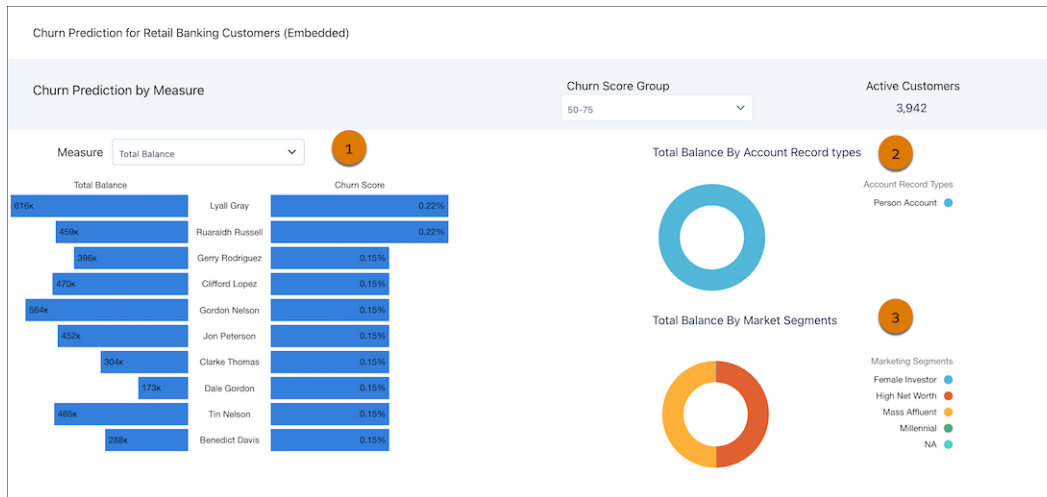 Churn Prediction for Retail Banking Customers (Embedded)
Churn Prediction by Measure
Churn Score Group
50-75
Active Customers
3,942
Measure
Total Balance
1
Total Balance
Churn Score
616K
Lyall Gray
0.22%
459K
Ruaraidh Russell
0.22%
396K
Gerry Rodriguez
0.15%
470K
Clifford Lopez
0.15%
564K
Gordon Nelson
0.15%
452K
Jon Peterson
0.15%
304K
Clarke Thomas
0.15%
173K
Dale Gordon
0.15%
465K
Tin Nelson
0.15%
288K
Benedict Davis
0.15%
Total Balance By Account Record types
2
Account Record Types
Person Account
Total Balance By Market Segments
3
Marketing Segments
Female Investor
High Net Worth
Mass Affluent
Millennial
NA